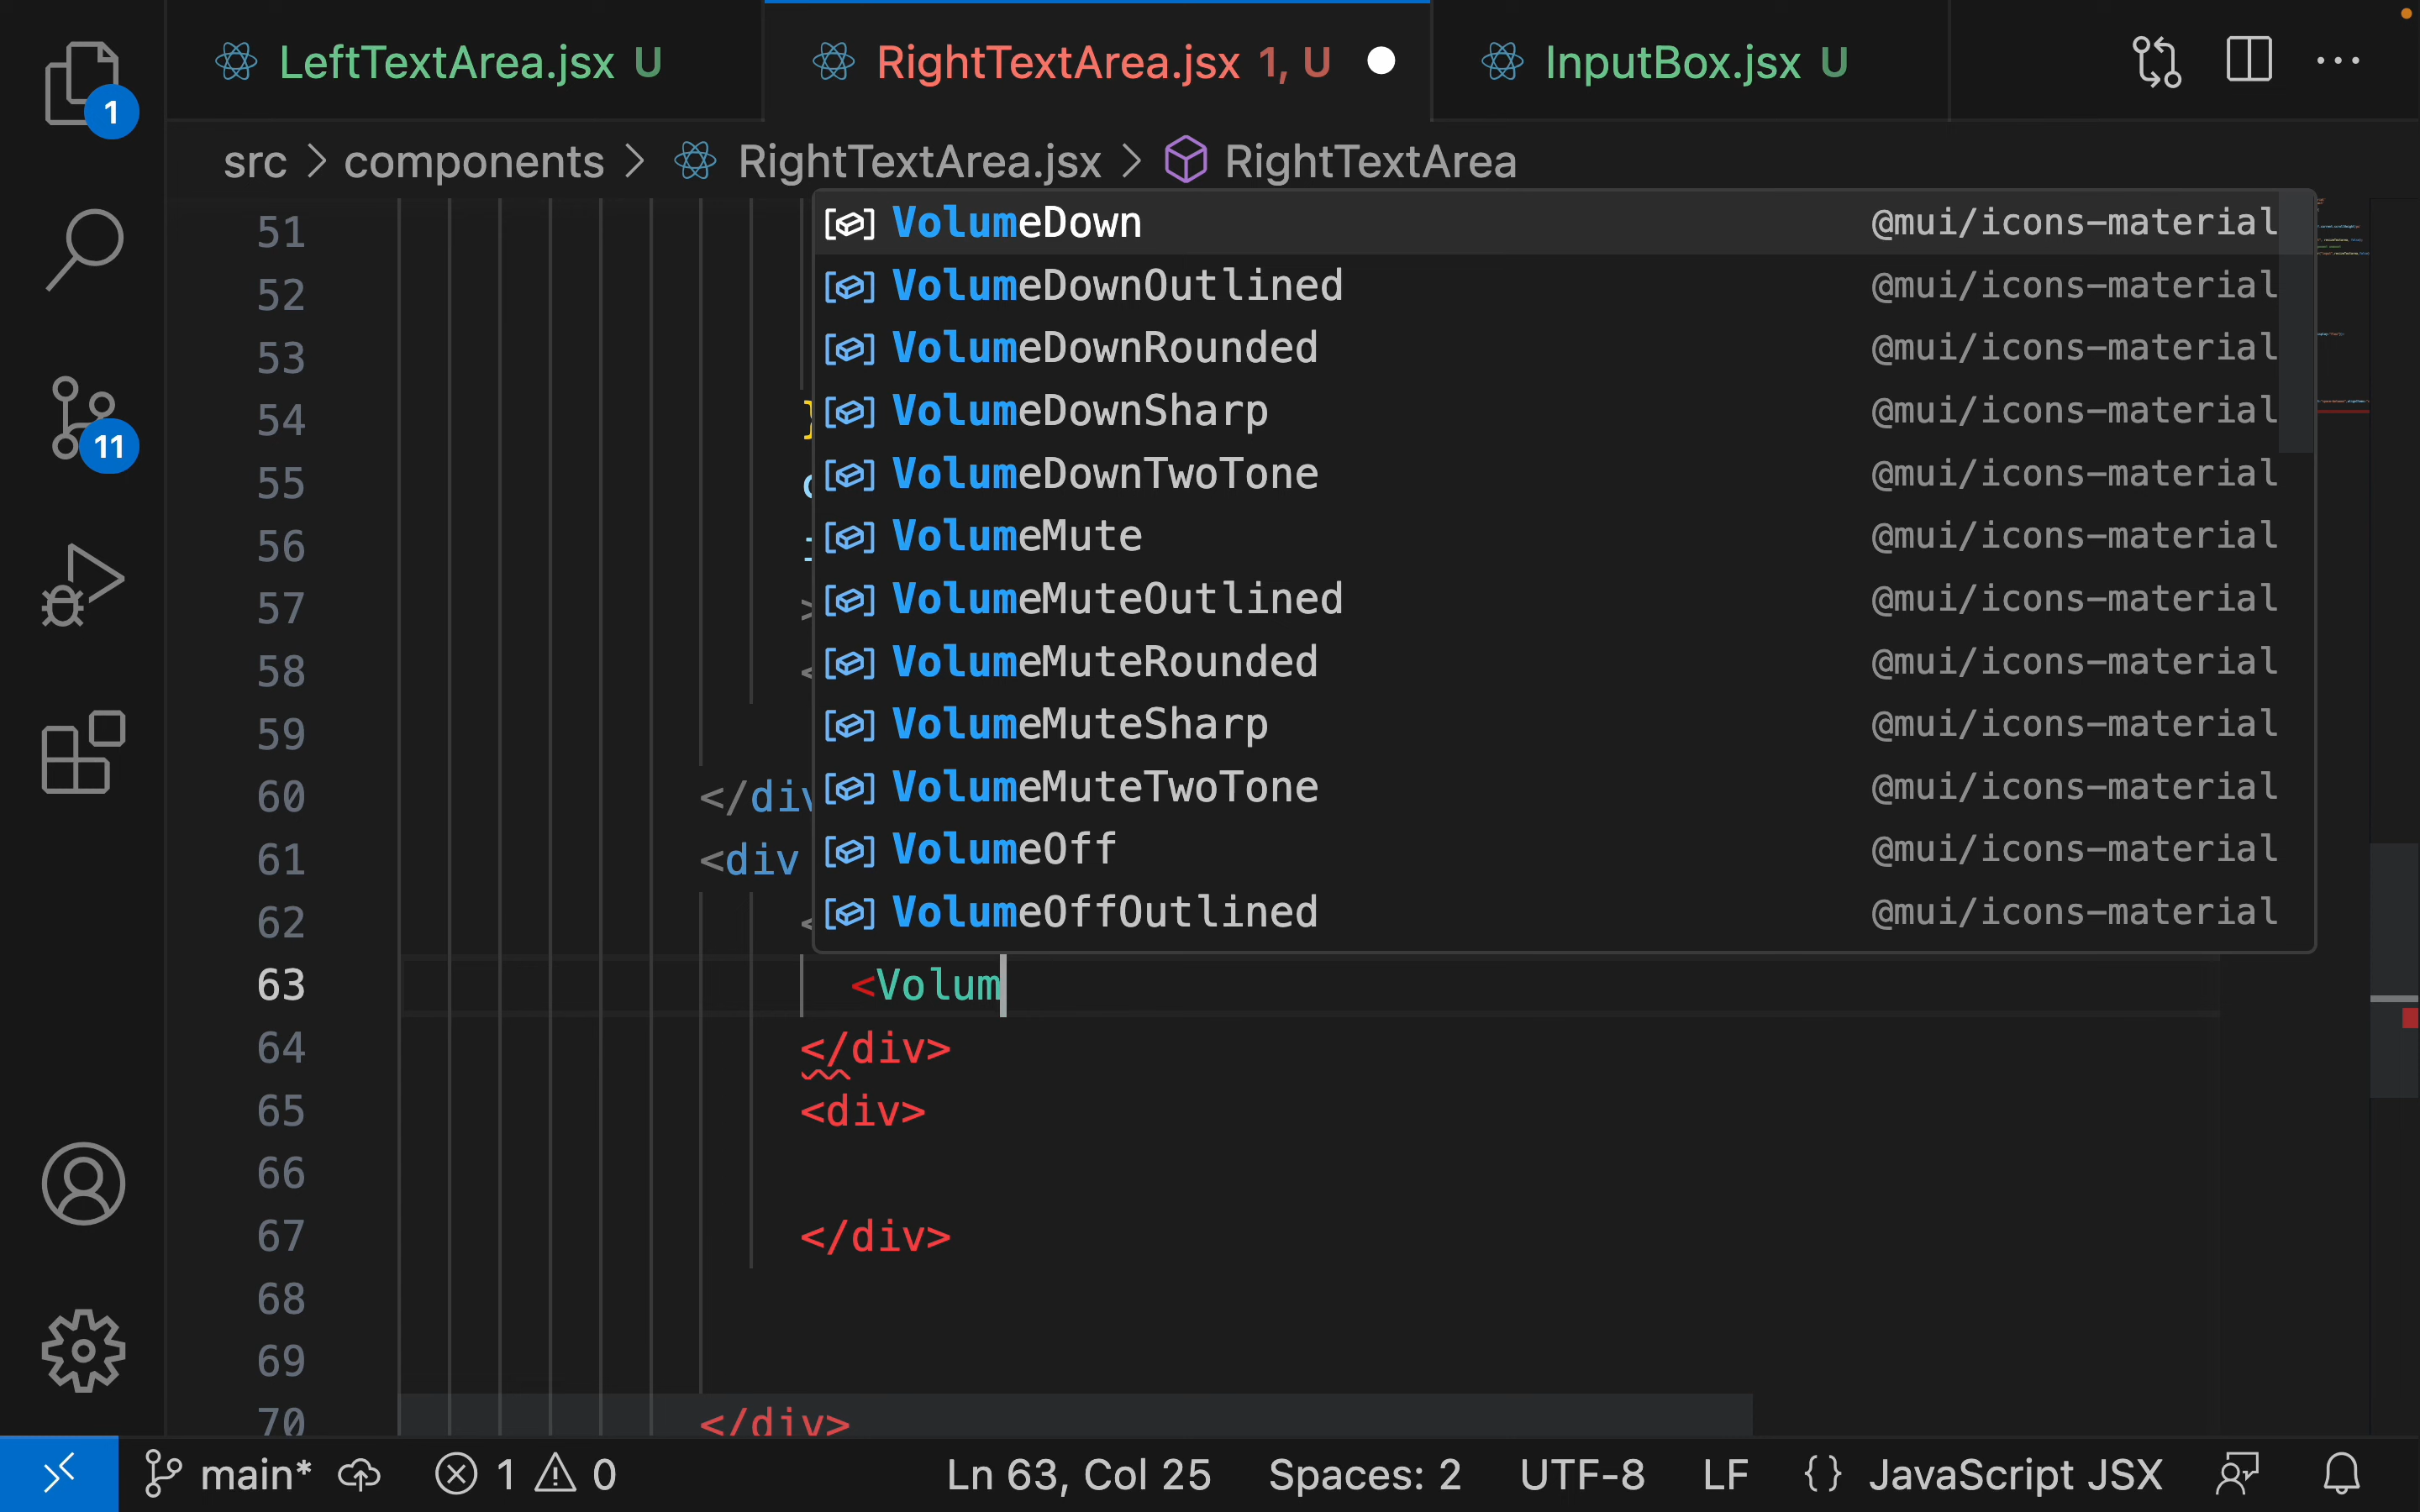 LeftTextArea.jsx U
RightTextArea.jsx 1, U
InputBox.jsx U
1
src > components > RightTextArea.jsx > RightTextArea
51
52
53
54 }
55
56
57 >
58 <
59
60 </div
61 <div
62 <
63 <Volum
64 </div>
65 <div>
66
67 </div>
68
69
70 </div>
VolumeDown @mui/icons-material
VolumeDownOutlined @mui/icons-material
VolumeDownRounded @mui/icons-material
VolumeDownSharp @mui/icons-material
VolumeDownTwoTone @mui/icons-material
VolumeMute @mui/icons-material
VolumeMuteOutlined @mui/icons-material
VolumeMuteRounded @mui/icons-material
VolumeMuteSharp @mui/icons-material
VolumeMuteTwoTone @mui/icons-material
VolumeOff @mui/icons-material
VolumeOffOutlined @mui/icons-material
11
main* 1 0 Ln 63, Col 25 Spaces: 2 UTF-8 LF {} JavaScript JSX